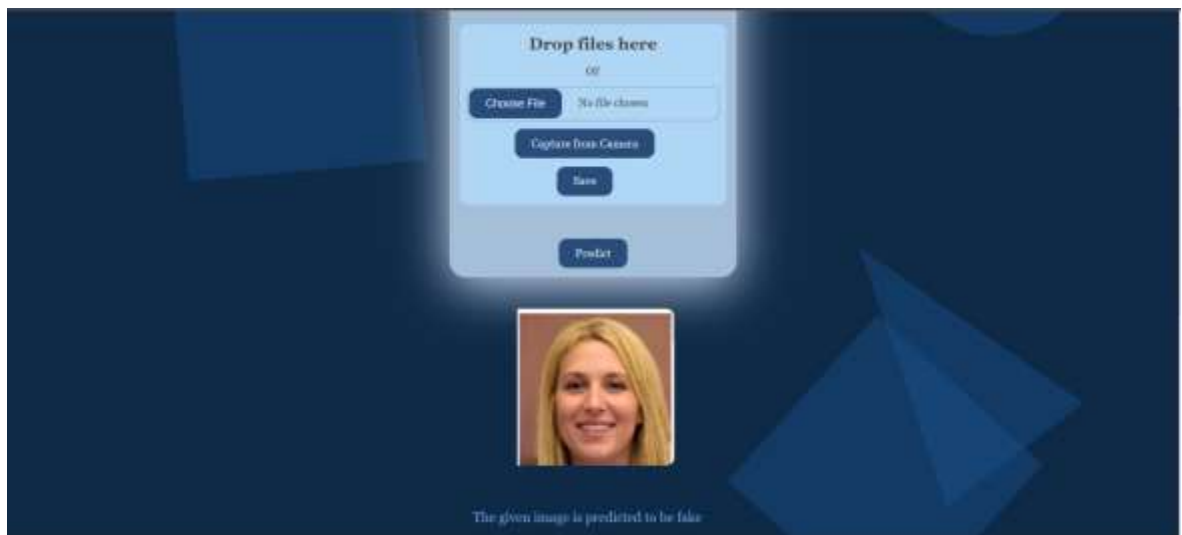 Drop files here
or
Choose File No file chosen
Capture from Camera
Save
Predict
The given image is predicted to be fake